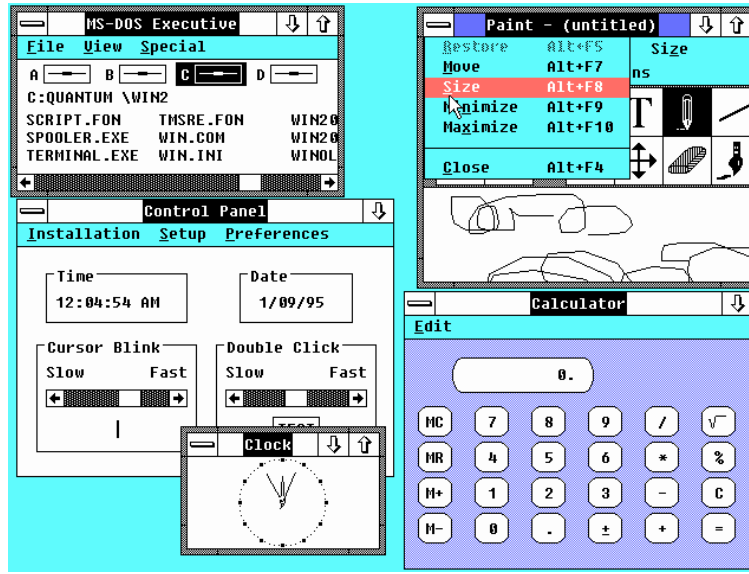 MS-DOS Executive
File View Special
A B C D
C:QUANTUM \WIN2
SCRIPT.FON TMSRE.FON WIN20
SPOOLER.EXE WIN.COM WIN20
TERMINAL.EXE WIN.INI WINOL
Paint - (untitled)
Restore Alt+F5
Move Alt+F7
Size Alt+F8
Minimize Alt+F9
Maximize Alt+F10
Close Alt+F4
Size
ns
T
Control Panel
Installation Setup Preferences
Time
12:04:54 AM
Date
1/09/95
Cursor Blink
Slow Fast
Double Click
Slow Fast
TEST
Clock
Calculator
Edit
0.
MC 7 8 9 / √
MR 4 5 6 * %
M+ 1 2 3 - C
M- 0 . ± + =